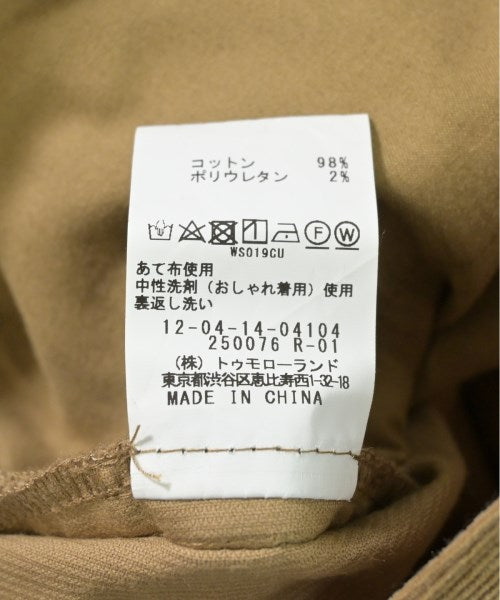 コットン 98%
ポリウレタン 2%
F W
WS019CU
あて布使用
中性洗剤（おしゃれ着用）使用
裏返し洗い
12-04-14-04104
250076 R-01
（株）トゥモローランド
東京都渋谷区恵比寿西1-32-18
MADE IN CHINA